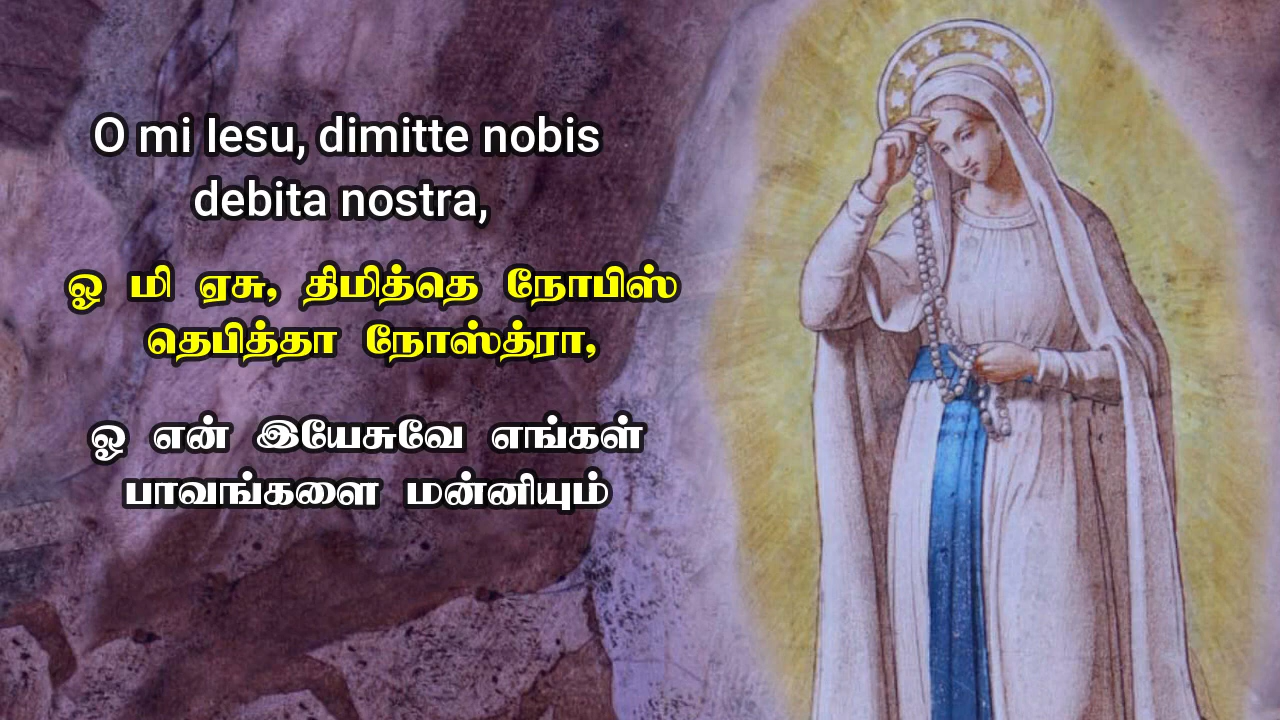 O mi Iesu, dimitte nobis
debita nostra,
ஓ மி ஏசு, திமித்தெ நோபிஸ்
தெபித்தா நோஸ்த்ரா,
ஓ என் இயேசுவே எங்கள்
பாவங்களை மன்னியும்